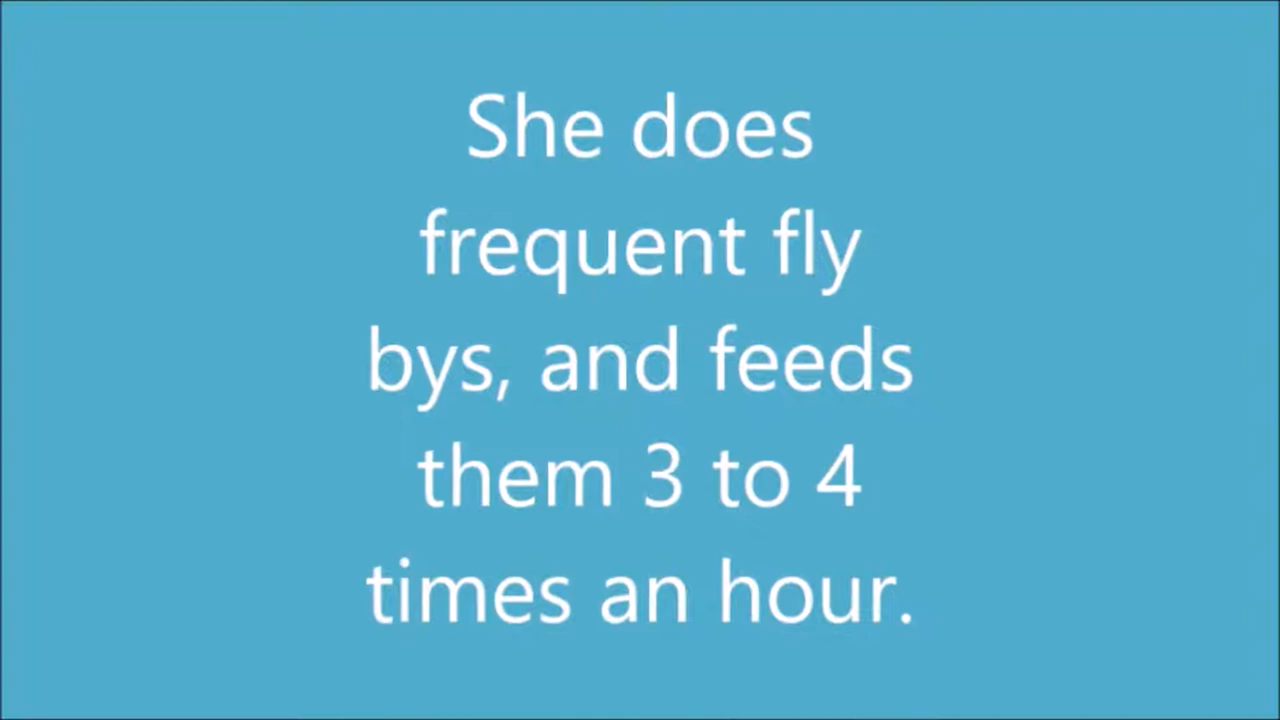 She does
frequent fly
bys, and feeds
them 3 to 4
times an hour.